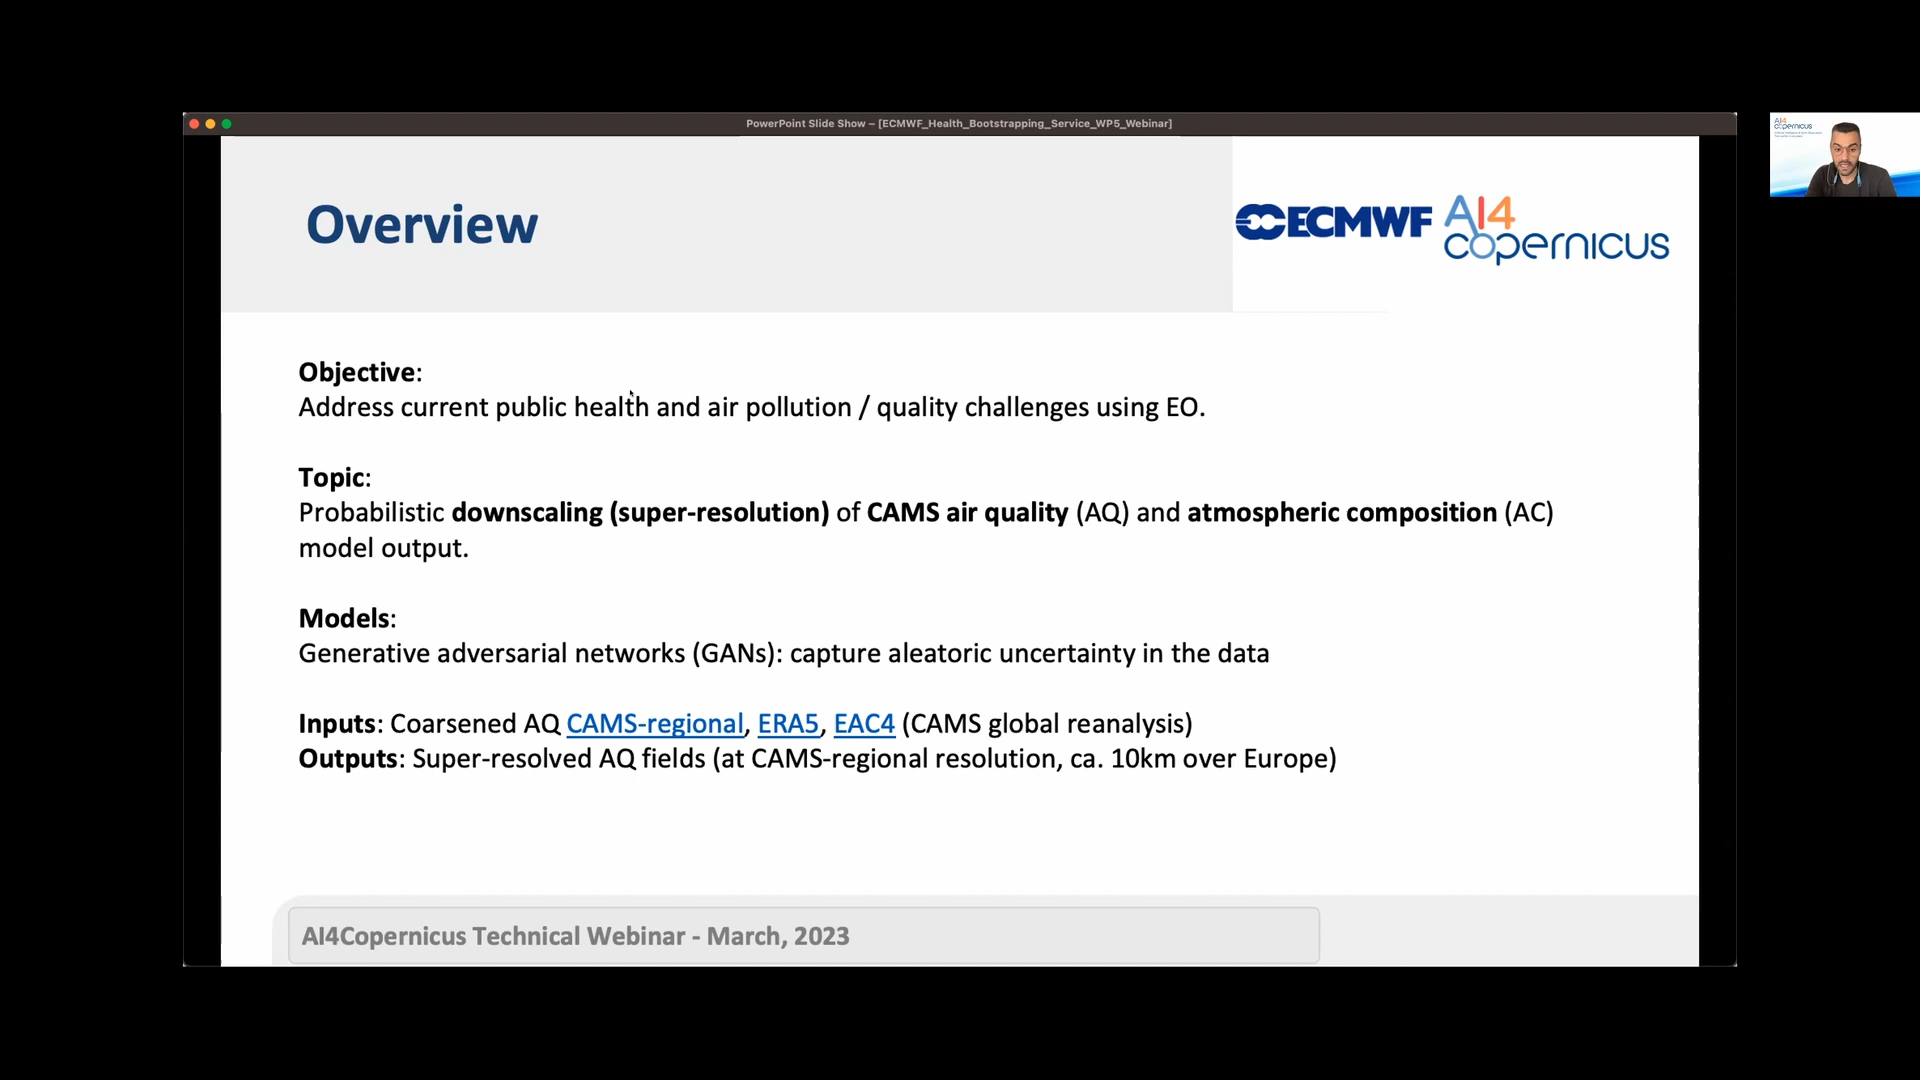 PowerPoint Slide Show – [ECMWF_Health_Bootstrapping_Service_WP5_Webinar]
Overview
ECMWF
AI4
copernicus
AI4
copernicus
Objective:
Address current public health and air pollution / quality challenges using EO.
Topic:
Probabilistic downscaling (super-resolution) of CAMS air quality (AQ) and atmospheric composition (AC)
model output.
Models:
Generative adversarial networks (GANs): capture aleatoric uncertainty in the data
Inputs: Coarsened AQ CAMS-regional, ERA5, EAC4 (CAMS global reanalysis)
Outputs: Super-resolved AQ fields (at CAMS-regional resolution, ca. 10km over Europe)
AI4Copernicus Technical Webinar - March, 2023